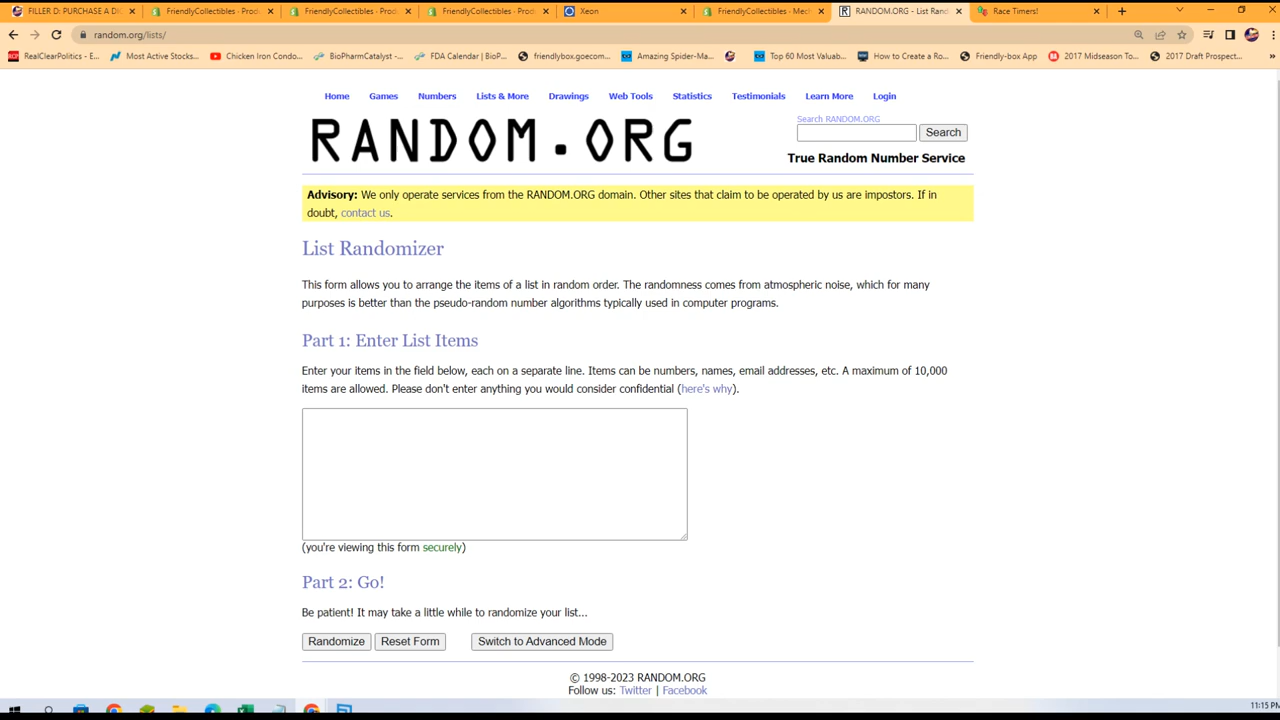 FILLER D: PURCHASE A D
FriendlyCollectibles - Prod
FriendlyCollectibles - Prod
FriendlyCollectibles - Prod
Xeon
FriendlyCollectibles - Mech
RANDOM.ORG - List Rand
Race Timers!
random.org/lists/
RealClearPolitics - E...
Most Active Stocks...
Chicken Iron Condo...
BioPharmCatalyst -...
FDA Calendar | BioP...
friendlybox.goecom...
Amazing Spider-Ma...
Top 60 Most Valuab...
How to Create a Ro...
Friendly-box App
2017 Midseason To...
2017 Draft Prospect...
Home Games Numbers Lists & More Drawings Web Tools Statistics Testimonials Learn More Login
RANDOM.ORG
Search RANDOM.ORG
Search
True Random Number Service
Advisory: We only operate services from the RANDOM.ORG domain. Other sites that claim to be operated by us are impostors. If in
doubt, contact us.
List Randomizer
This form allows you to arrange the items of a list in random order. The randomness comes from atmospheric noise, which for many
purposes is better than the pseudo-random number algorithms typically used in computer programs.
Part 1: Enter List Items
Enter your items in the field below, each on a separate line. Items can be numbers, names, email addresses, etc. A maximum of 10,000
items are allowed. Please don't enter anything you would consider confidential (here's why).
(you're viewing this form securely)
Part 2: Go!
Be patient! It may take a little while to randomize your list...
Randomize Reset Form Switch to Advanced Mode
© 1998-2023 RANDOM.ORG
Follow us: Twitter | Facebook
11:15 PM